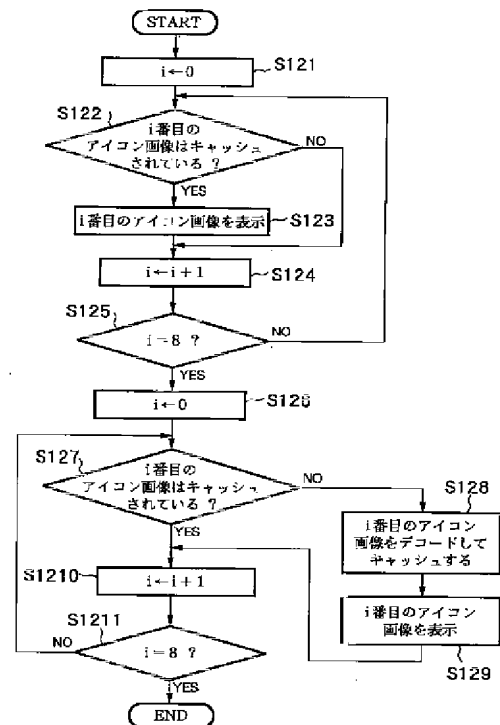 START
i←0
S121
S122
i番目の
アイコン画像はキャッシュ
されている ?
NO
YES
i番目のアイコン画像を表示
S123
i←i+1
S124
S125
i=8 ?
NO
YES
i←0
S126
S127
i番目の
アイコン画像はキャッシュ
されている ?
NO
YES
S128
i番目のアイコン
画像をデコードして
キャッシュする
S1210
i←i+1
i番目のアイコン
画像を表示
S129
S1211
i=8 ?
NO
YES
END